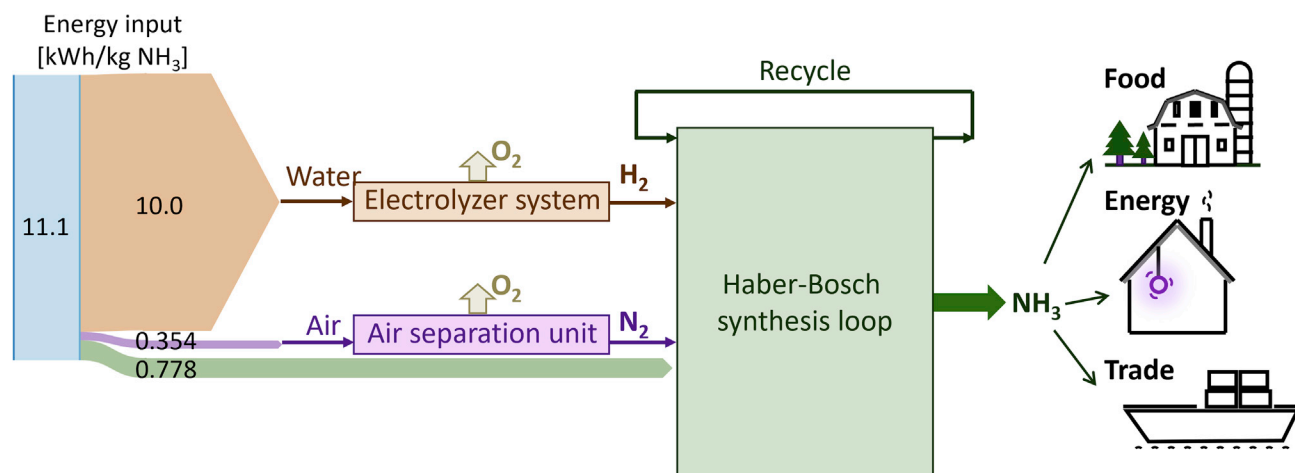 Energy input
[kWh/kg NH₃]
11.1
10.0
0.354
0.778
Water
O₂
Electrolyzer system
H₂
Air
O₂
Air separation unit
N₂
Recycle
Haber-Bosch
synthesis loop
NH₃
Food
Energy
Trade